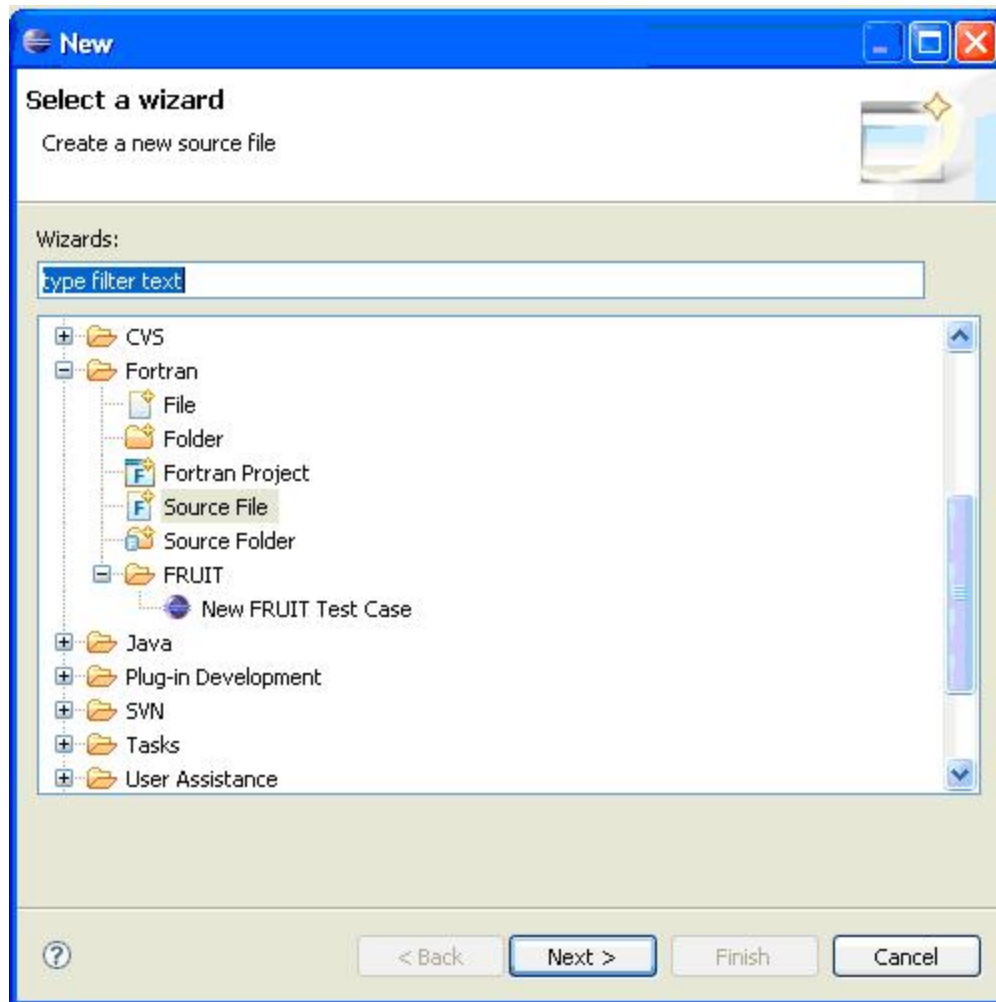 New
Select a wizard
Create a new source file
Wizards:
type filter text
CVS
Fortran
File
Folder
Fortran Project
Source File
Source Folder
FRUIT
New FRUIT Test Case
Java
Plug-in Development
SVN
Tasks
User Assistance
? < Back Next > Finish Cancel